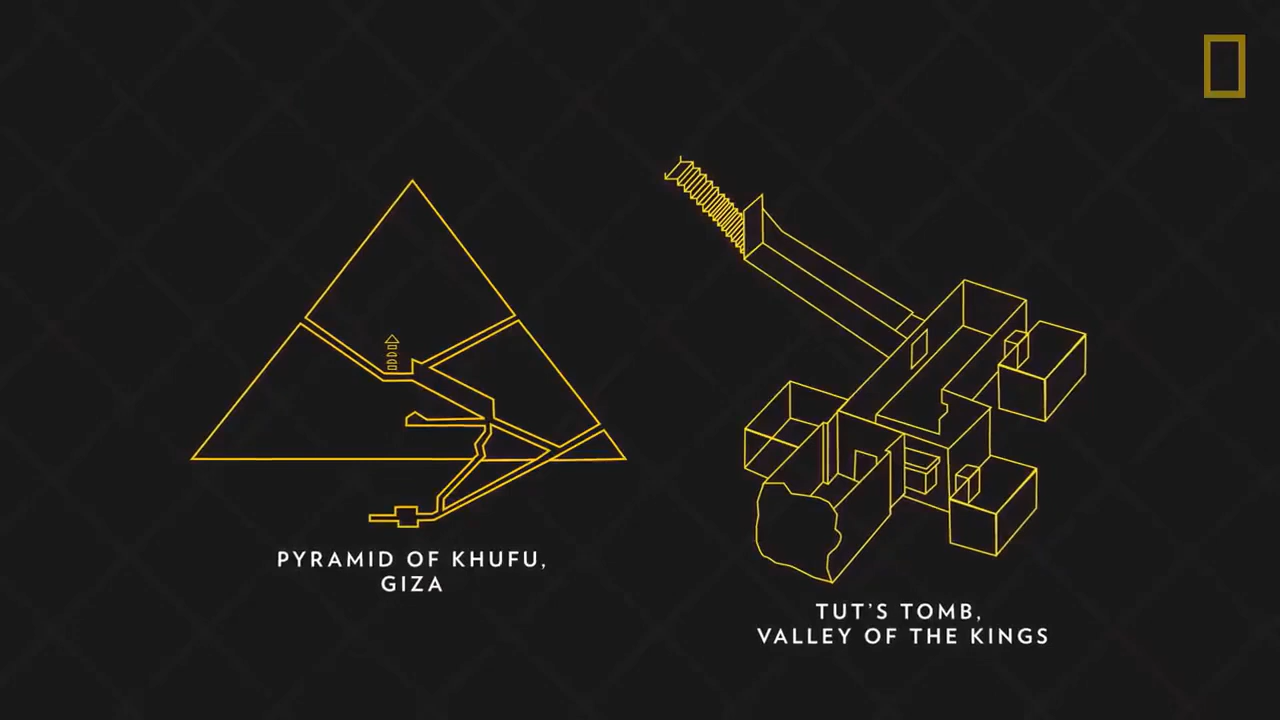 PYRAMID OF KHUFU,
GIZA
TUT'S TOMB,
VALLEY OF THE KINGS